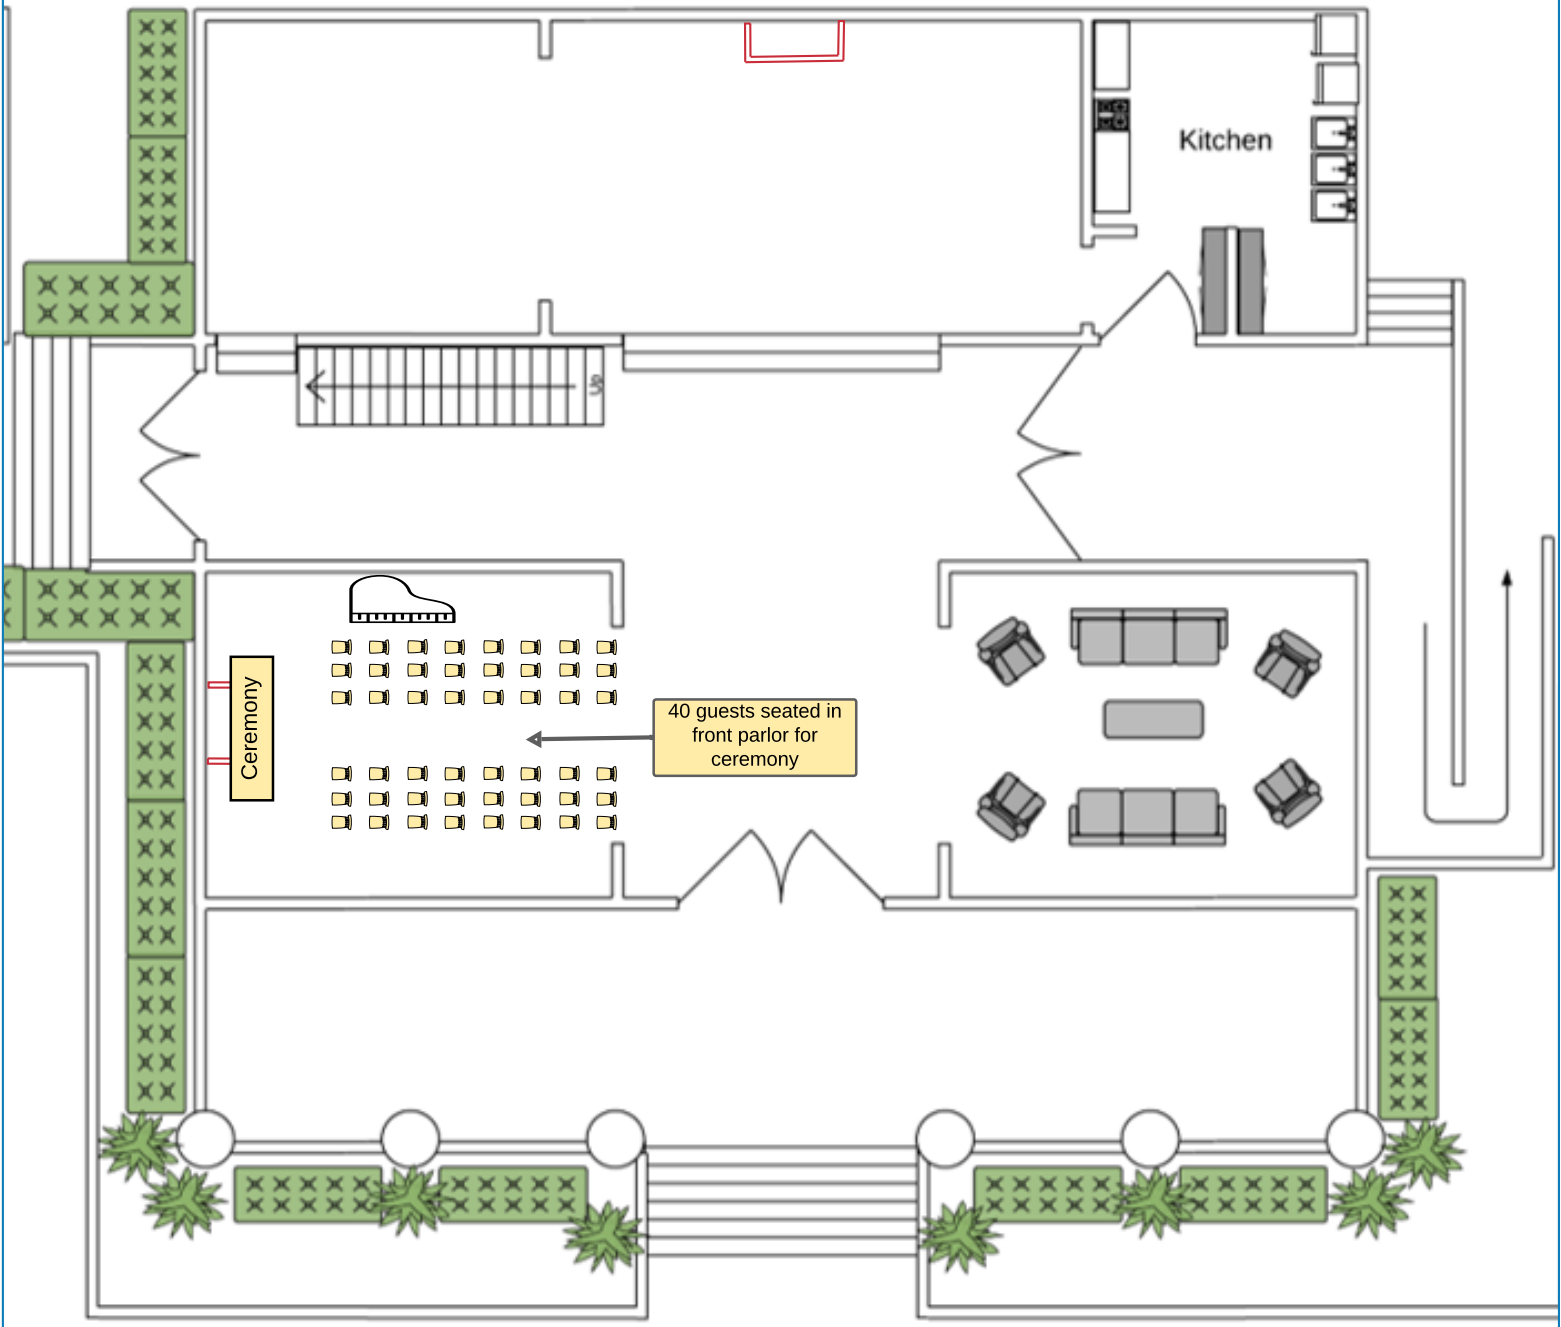 Kitchen
Up
Ceremony
40 guests seated in
front parlor for
ceremony